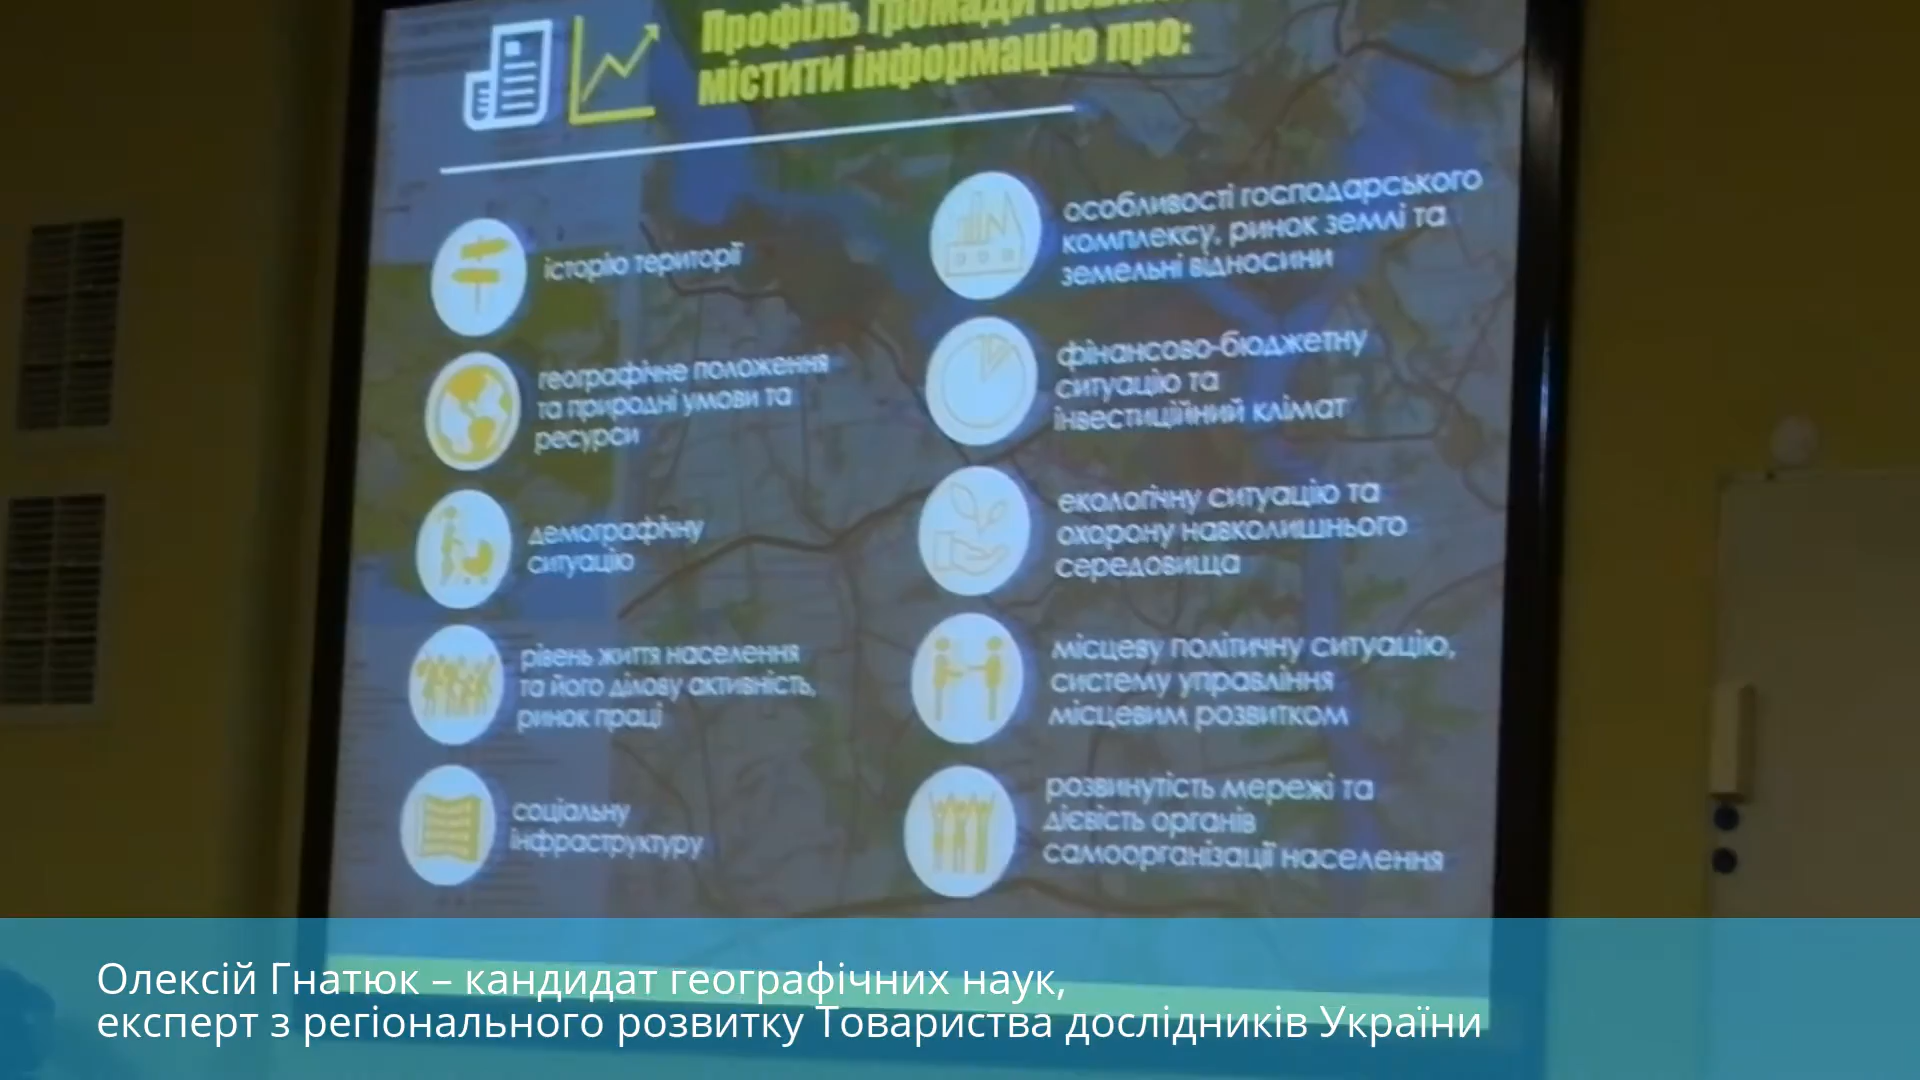 Профіль громади
містити інформацію про:
історію території
географічне положення
та природні умови та
ресурси
демографічну
ситуацію
рівень життя населення
та його ділову активність,
ринок праці
соціальну
інфраструктуру
особливості господарського
комплексу, ринок землі та
земельні відносини
фінансово-бюджетну
ситуацію та
інвестиційний клімат
екологічну ситуацію та
охорону навколишнього
середовища
місцеву політичну ситуацію,
систему управління
місцевим розвитком
розвинутість мережі та
дієвість органів
самоорганізації населення
Олексій Гнатюк – кандидат географічних наук,
експерт з регіонального розвитку Товариства дослідників України